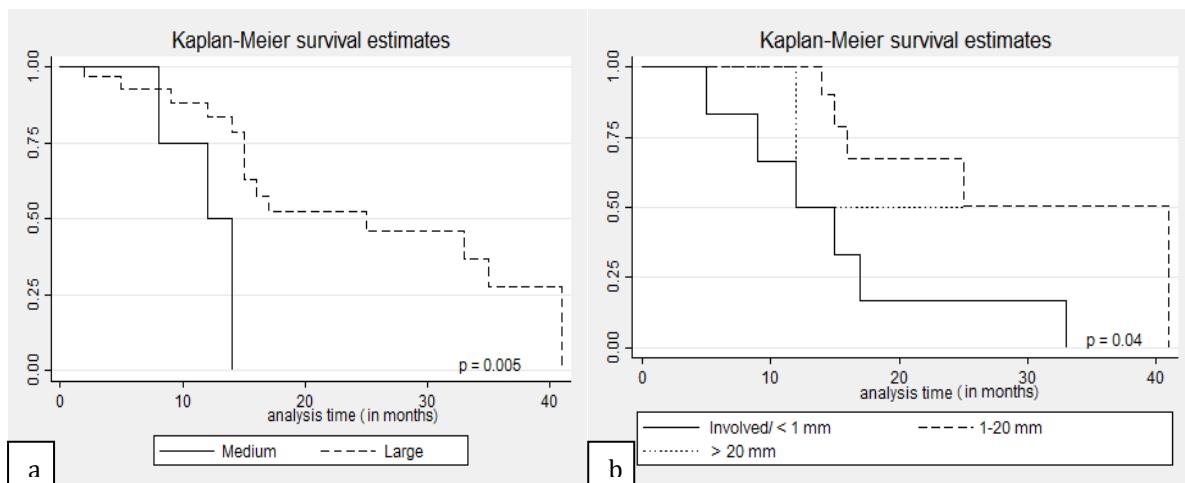 Kaplan-Meier survival estimates
1.00
0.75
0.50
0.25
0.00
p = 0.005
0 10 20 30 40
analysis time (in months)
Medium Large
a
Kaplan-Meier survival estimates
1.00
0.75
0.50
0.25
0.00
p = 0.04
0 10 20 30 40
analysis time (in months)
Involved/ < 1 mm 1-20 mm
> 20 mm
b